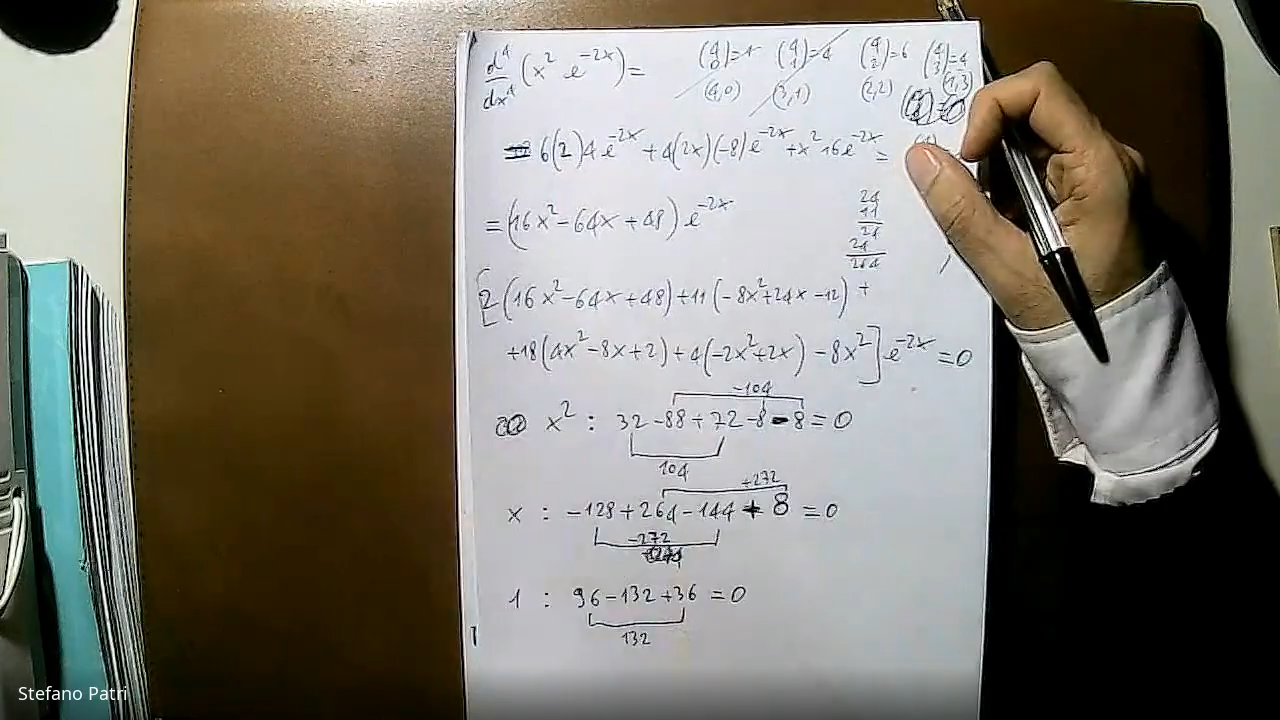 d⁴/dx⁴ (x² e^{-2x}) = (4 0)=1 (4 1)=4 (4 2)=6 (4 3)=4
(4,0) (3,1) (2,2) (1,3)
6(2)4e^{-2x} + 4(2x)(-8)e^{-2x} + x² 16e^{-2x} =
= (16x² - 64x + 48) e^{-2x}
24
11
24
24
264
[2(16x² - 64x + 48) + 11(-8x² + 24x - 12) +
+18(4x² - 8x + 2) + 4(-2x² + 2x) - 8x²] e^{-2x} = 0
-104
x² : 32 - 88 + 72 - 8 - 8 = 0
104
+272
x : -128 + 264 - 144 + 8 = 0
-272
1 : 96 - 132 + 36 = 0
132
Stefano Patri